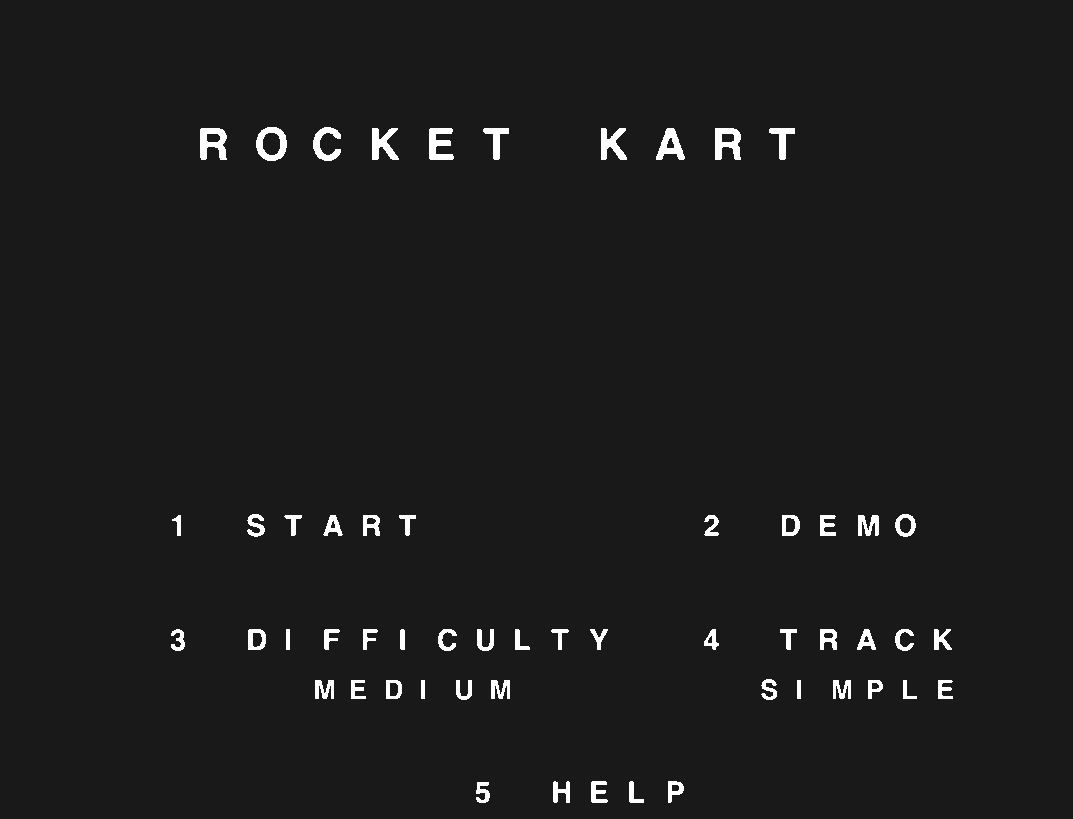 ROCKET KART
1 START 2 DEMO
3 DIFFICULTY 4 TRACK
MEDIUM SIMPLE
5 HELP